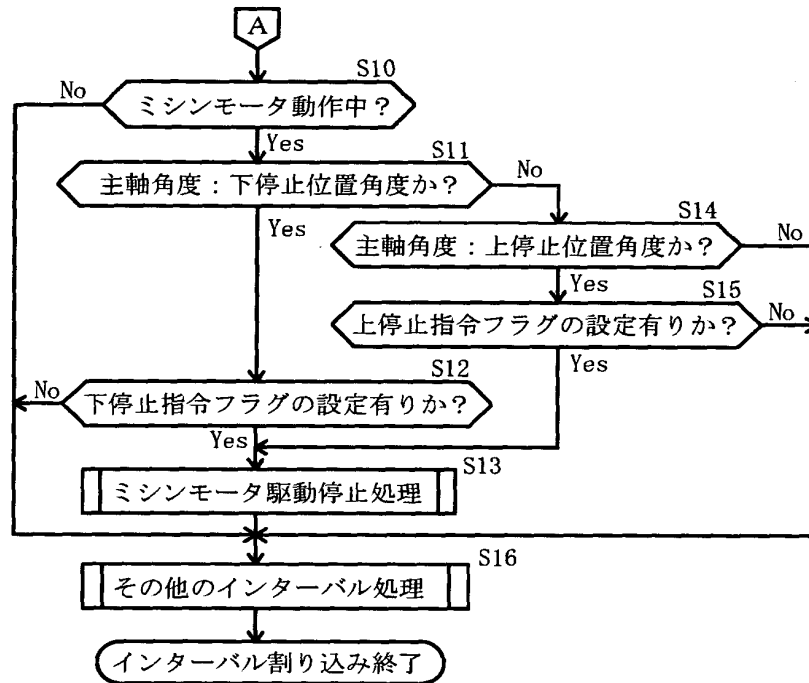 A
S10
No
ミシンモータ動作中?
Yes
S11
No
主軸角度:下停止位置角度か?
Yes
S14
No
主軸角度:上停止位置角度か?
Yes
S15
No
上停止指令フラグの設定有りか?
Yes
S12
No
下停止指令フラグの設定有りか?
Yes
S13
ミシンモータ駆動停止処理
S16
その他のインターバル処理
インターバル割り込み終了